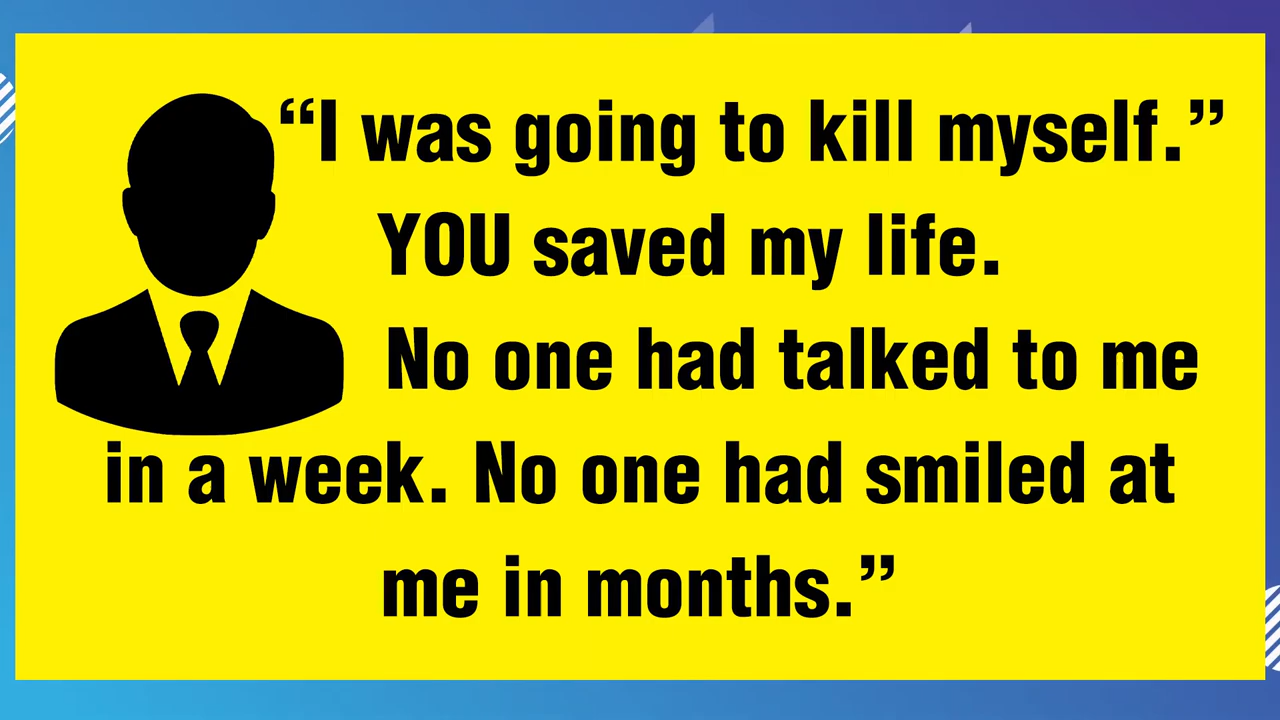 “I was going to kill myself.”
YOU saved my life.
No one had talked to me
in a week. No one had smiled at
me in months.”